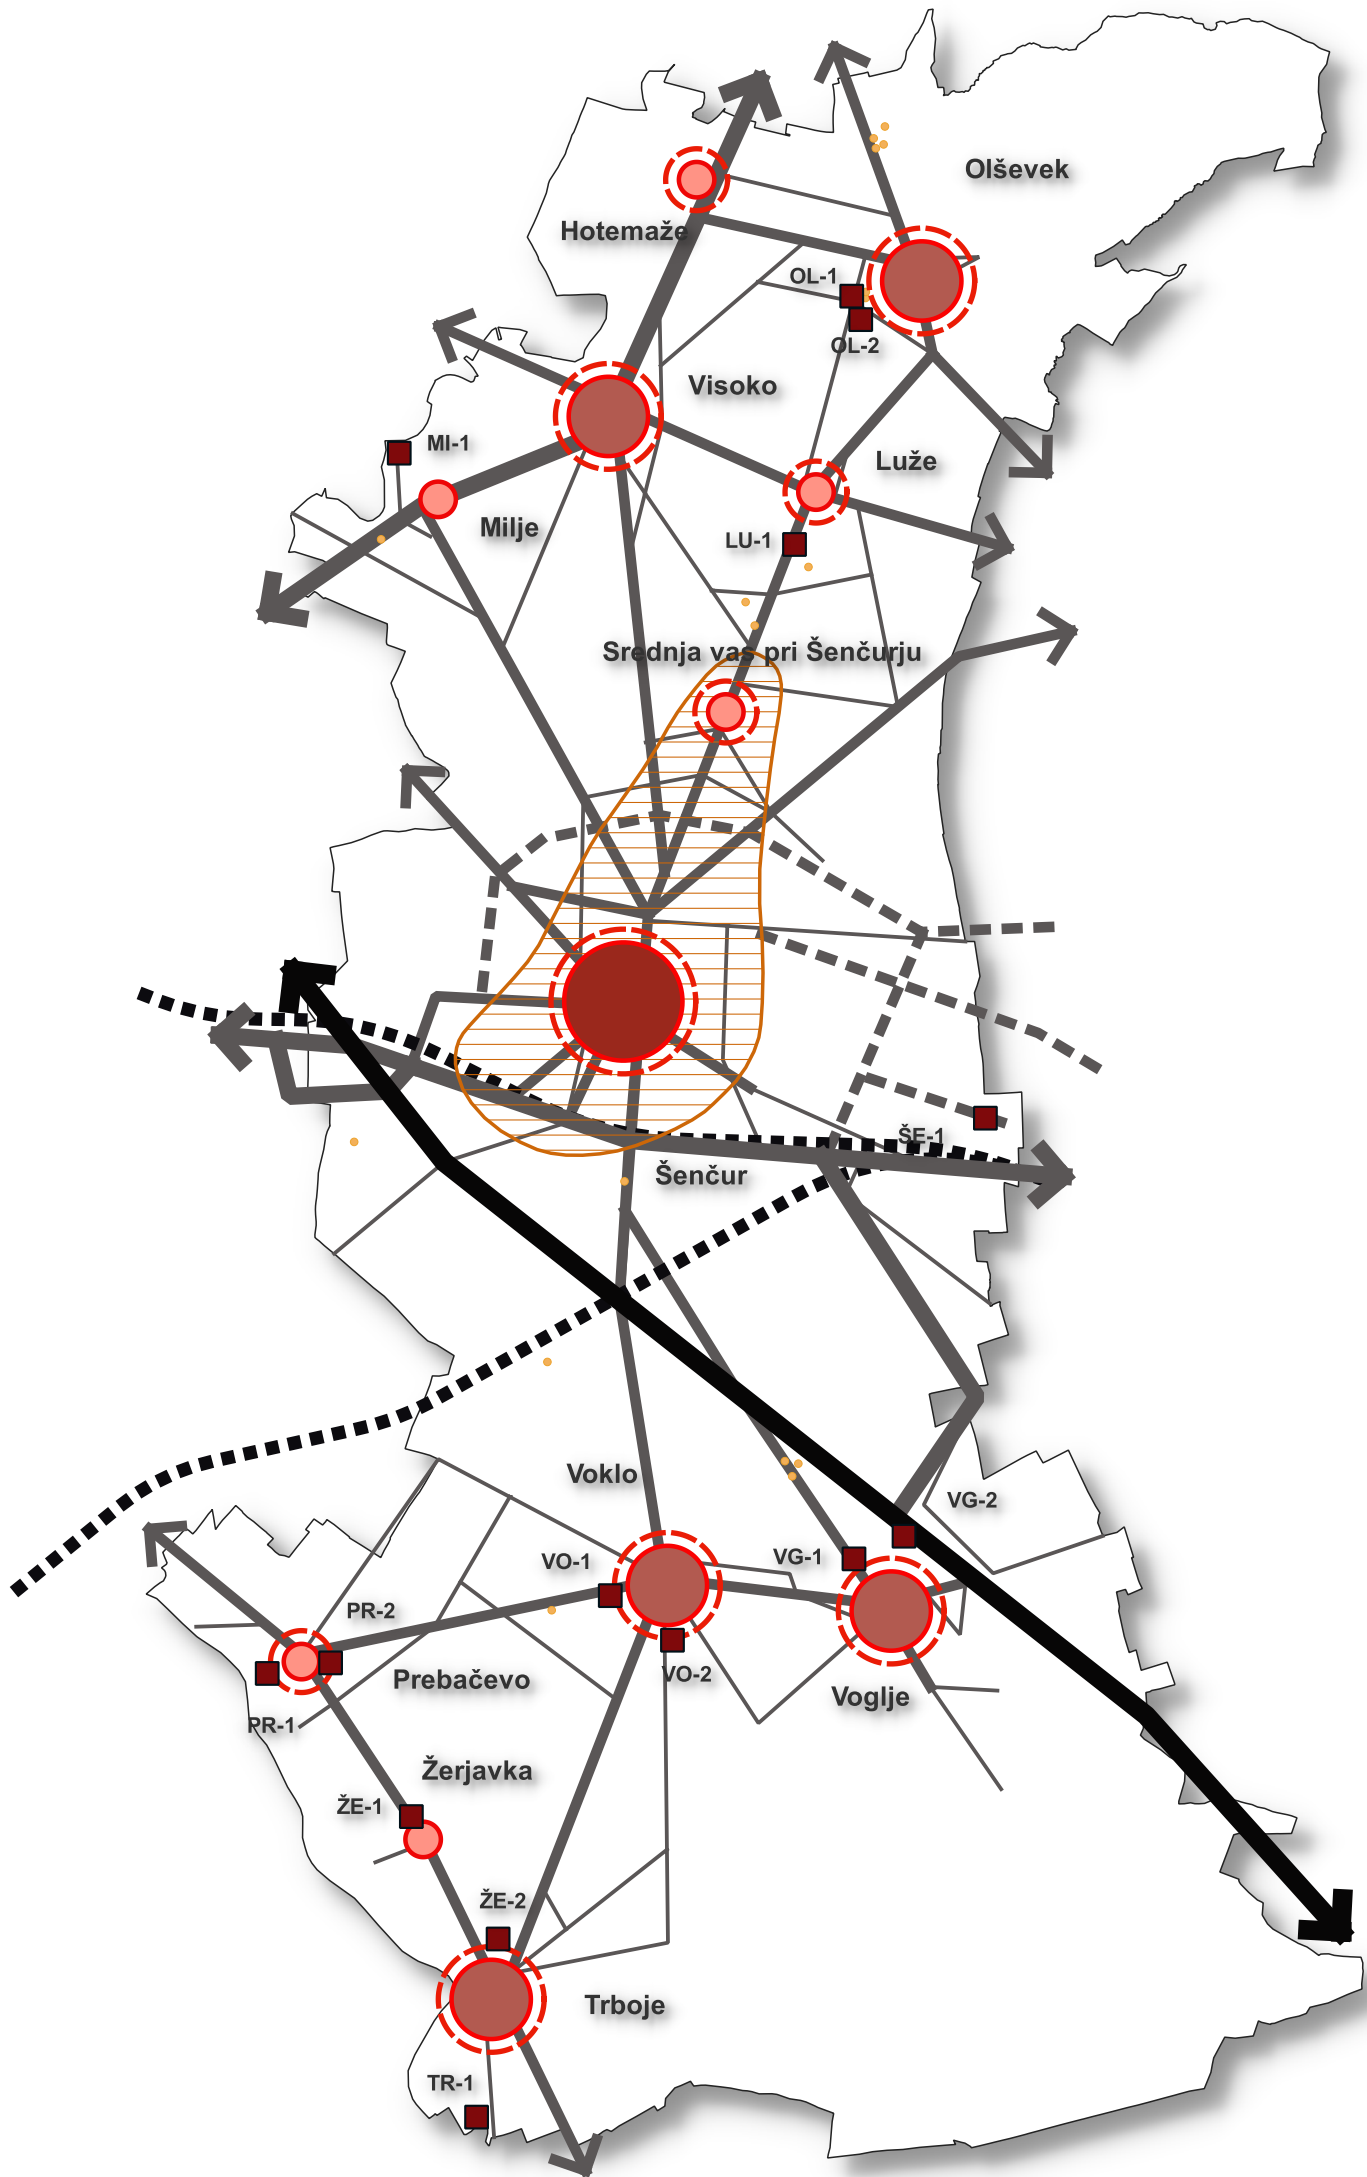 Olševek
Hotemaže
OL-1
OL-2
Visoko
MI-1
Luže
Milje
LU-1
Srednja vas pri Šenčurju
ŠE-1
Šenčur
Voklo
VG-2
VO-1
VG-1
PR-2
VO-2
Prebačevo
Voglje
PR-1
Žerjavka
ŽE-1
ŽE-2
Trboje
TR-1